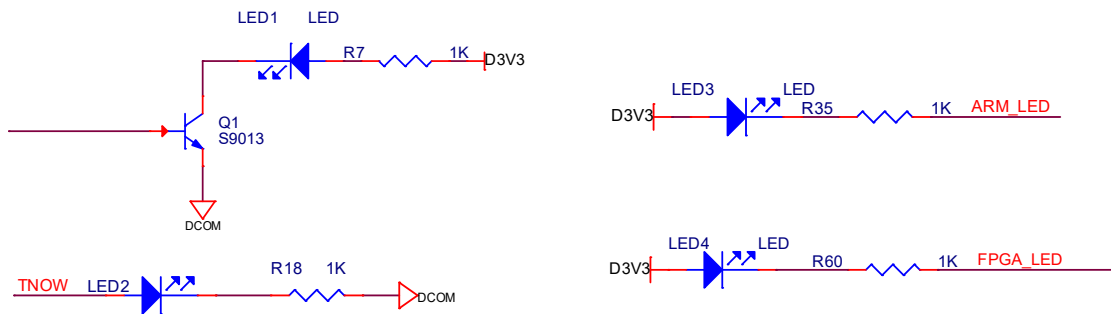 LED1 LED
R7 1K D3V3
Q1
S9013
DCOM
TNOW LED2 R18 1K DCOM
LED3 LED
D3V3 R35 1K ARM_LED
LED4 LED
D3V3 R60 1K FPGA_LED